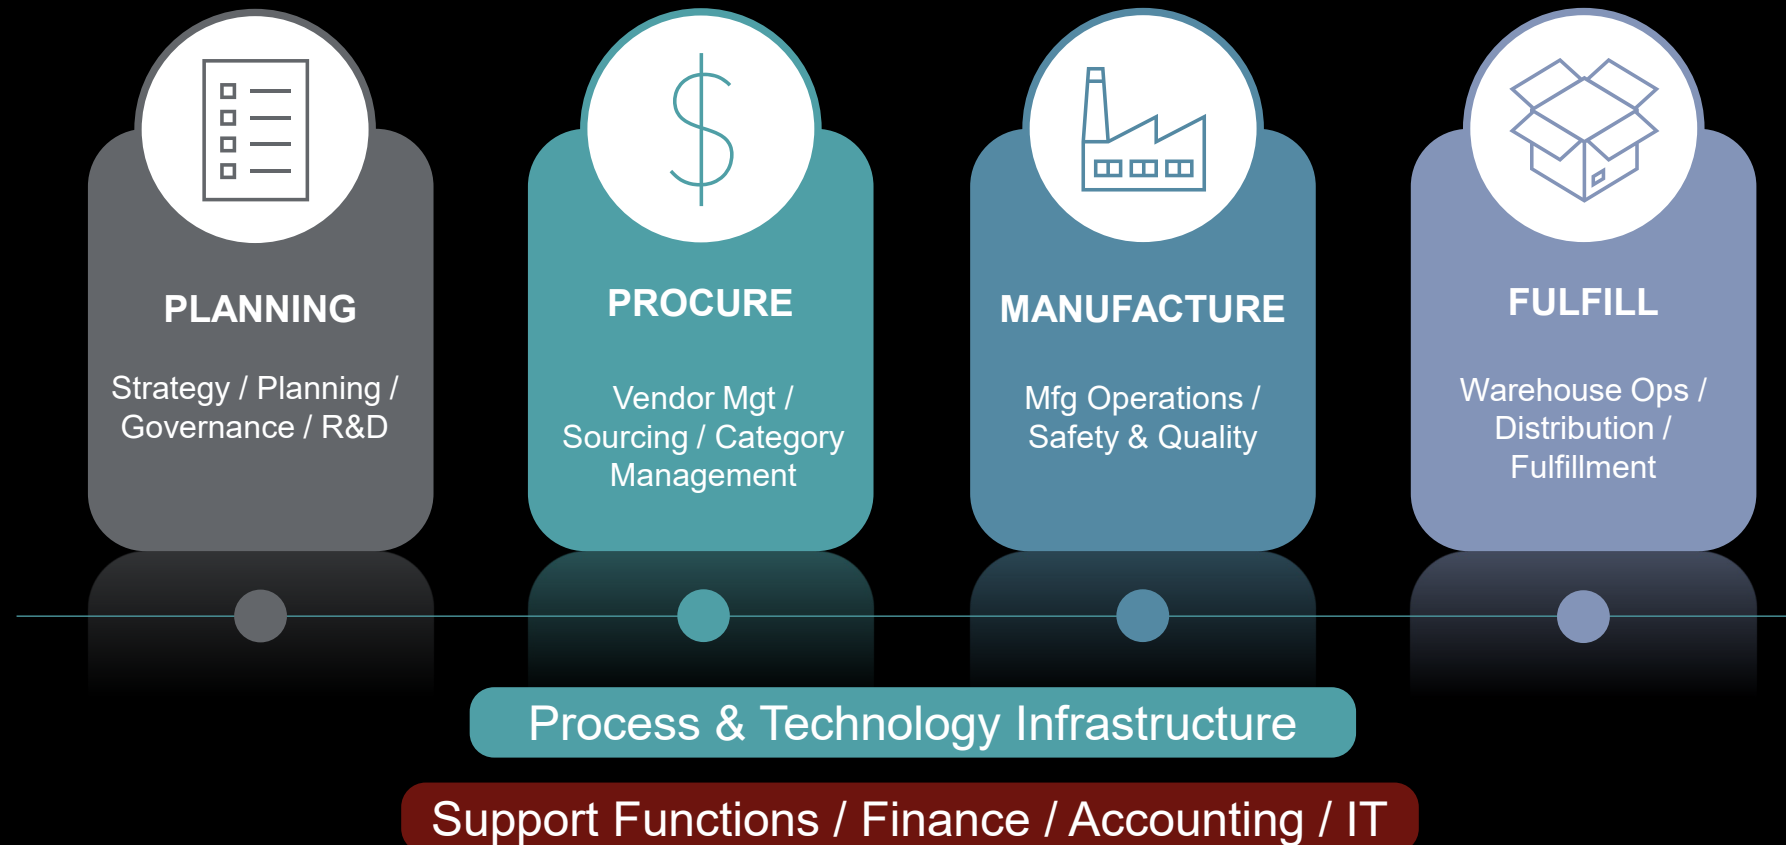 PLANNING
Strategy / Planning /
Governance / R&D
PROCURE
Vendor Mgt /
Sourcing / Category
Management
MANUFACTURE
Mfg Operations /
Safety & Quality
FULFILL
Warehouse Ops /
Distribution /
Fulfillment
Process & Technology Infrastructure
Support Functions / Finance / Accounting / IT